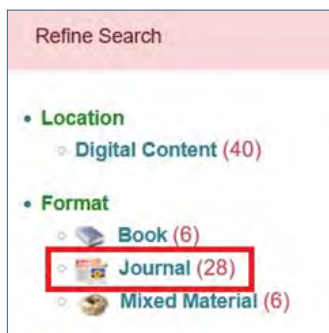 Refine Search
Location
Digital Content (40)
Format
Book (6)
Journal (28)
Mixed Material (6)